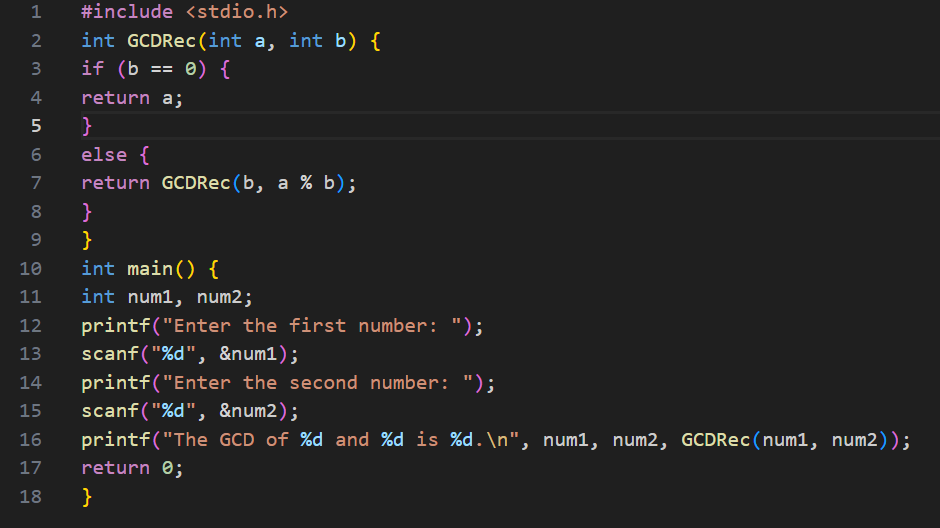 1 #include <stdio.h>
2 int GCDRec(int a, int b) {
3 if (b == 0) {
4 return a;
5 }
6 else {
7 return GCDRec(b, a % b);
8 }
9 }
10 int main() {
11 int num1, num2;
12 printf("Enter the first number: ");
13 scanf("%d", &num1);
14 printf("Enter the second number: ");
15 scanf("%d", &num2);
16 printf("The GCD of %d and %d is %d.\n", num1, num2, GCDRec(num1, num2));
17 return 0;
18 }